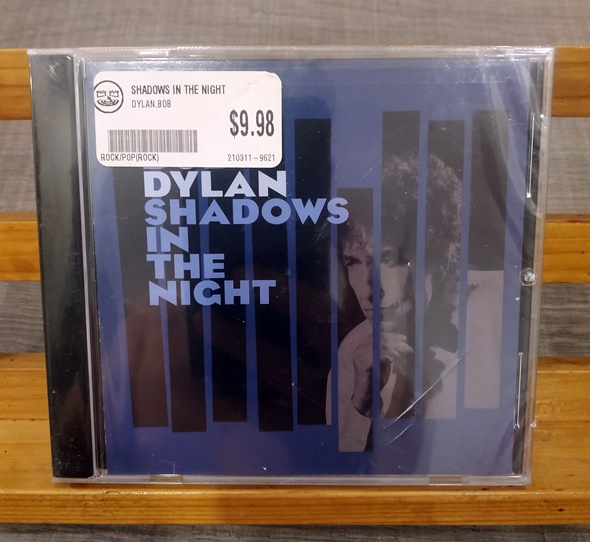 SHADOWS IN THE NIGHT
DYLAN,BOB
$9.98
ROCK/POP(ROCK) 210311-9621
DYLAN
SHADOWS
IN
THE
NIGHT